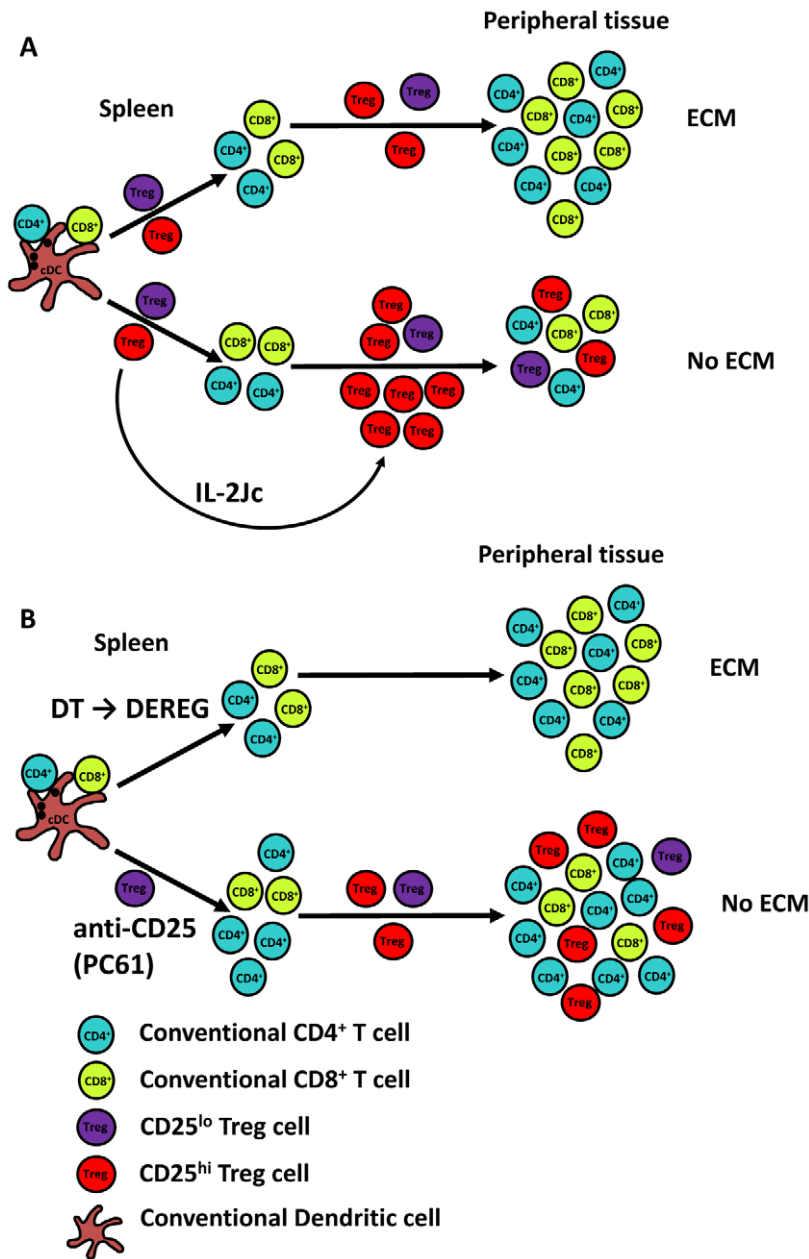 A
Peripheral tissue
Spleen
ECM
Treg
Treg
Treg
CD8⁺
CD4⁺
CD8⁺
CD4⁺
CD4⁺
CD8⁺
CD4⁺
CD8⁺
CD8⁺
CD4⁺
CD4⁺
CD8⁺
CD8⁺
CD4⁺
CD4⁺
CD8⁺
Treg
Treg
CD4⁺
CD8⁺
cDC
Treg
Treg
CD8⁺
CD8⁺
CD4⁺
CD4⁺
Treg
Treg
Treg
Treg
Treg
Treg
Treg
Treg
Treg
CD4⁺
CD8⁺
CD8⁺
Treg
Treg
CD4⁺
No ECM
IL-2Jc
B
Peripheral tissue
Spleen
ECM
DT → DEREG
CD8⁺
CD4⁺
CD8⁺
CD4⁺
CD8⁺
CD4⁺
CD4⁺
CD8⁺
CD4⁺
CD8⁺
CD4⁺
CD8⁺
CD8⁺
CD4⁺
CD4⁺
CD8⁺
CD4⁺
CD8⁺
cDC
Treg
anti-CD25
(PC61)
CD4⁺
CD8⁺
CD8⁺
CD4⁺
CD4⁺
CD4⁺
Treg
Treg
Treg
Treg
Treg
CD4⁺
Treg
CD4⁺
CD8⁺
CD4⁺
CD8⁺
CD4⁺
Treg
CD4⁺
Treg
CD8⁺
CD4⁺
CD4⁺
CD4⁺
Treg
No ECM
CD4⁺ Conventional CD4⁺ T cell
CD8⁺ Conventional CD8⁺ T cell
Treg CD25ˡᵒ Treg cell
Treg CD25ʰⁱ Treg cell
Conventional Dendritic cell